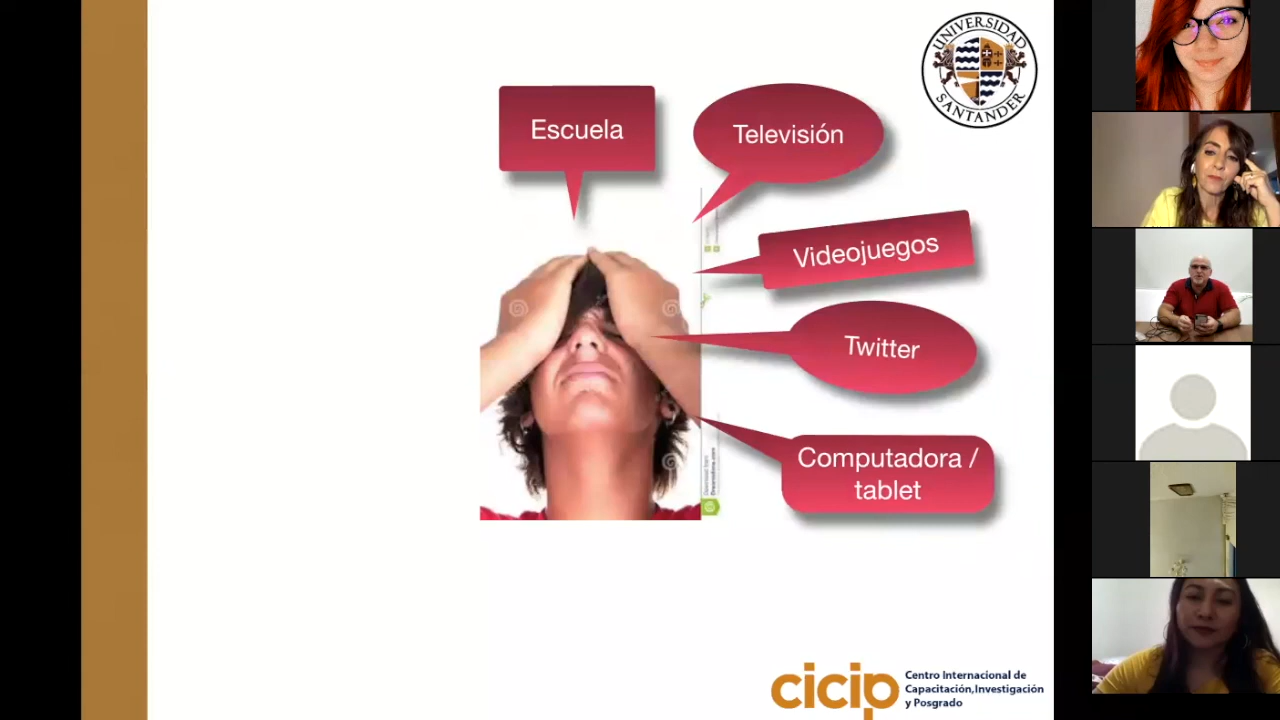 UNIVERSIDAD
SANTANDER
Escuela
Televisión
Videojuegos
Twitter
Computadora /
tablet
cicip
Centro Internacional de
Capacitación,Investigación
y Posgrado